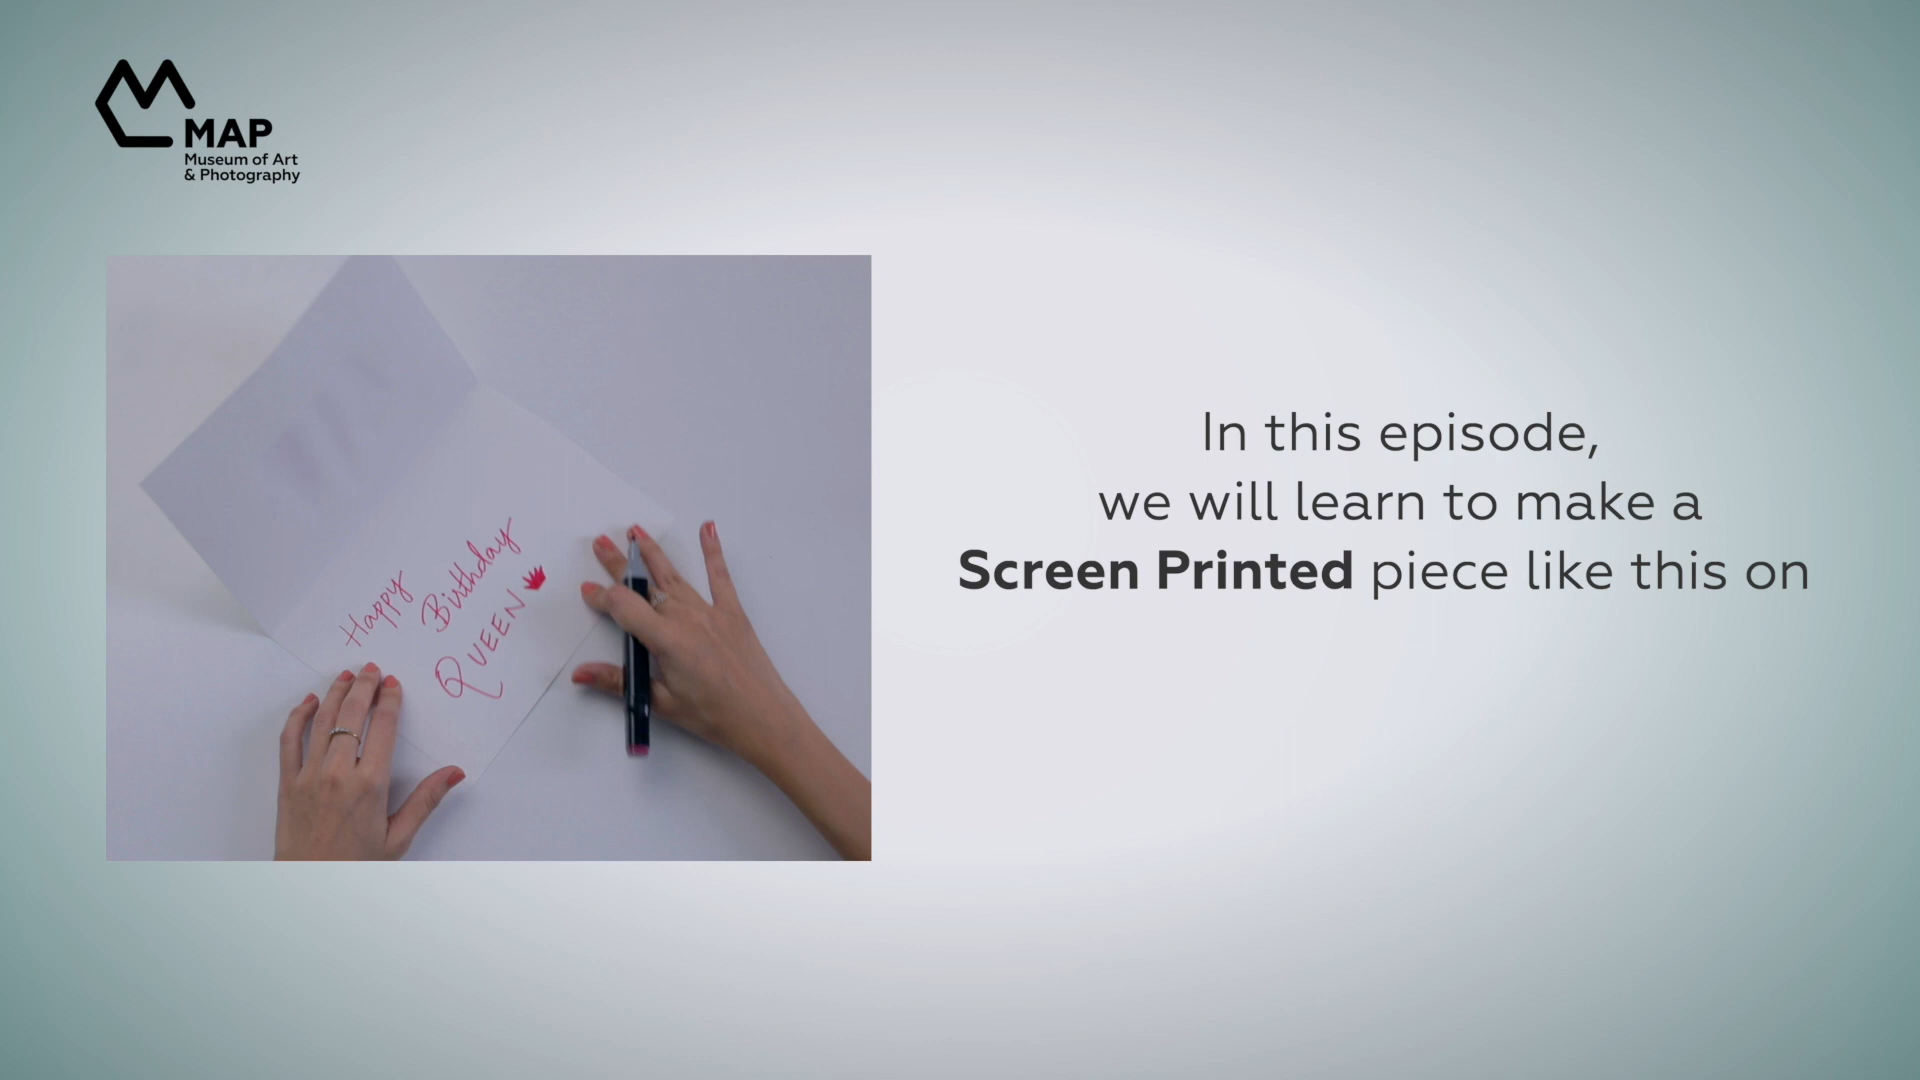 MAP
Museum of Art
& Photography
Happy
Birthday
QUEEN
In this episode,
we will learn to make a
Screen Printed piece like this on